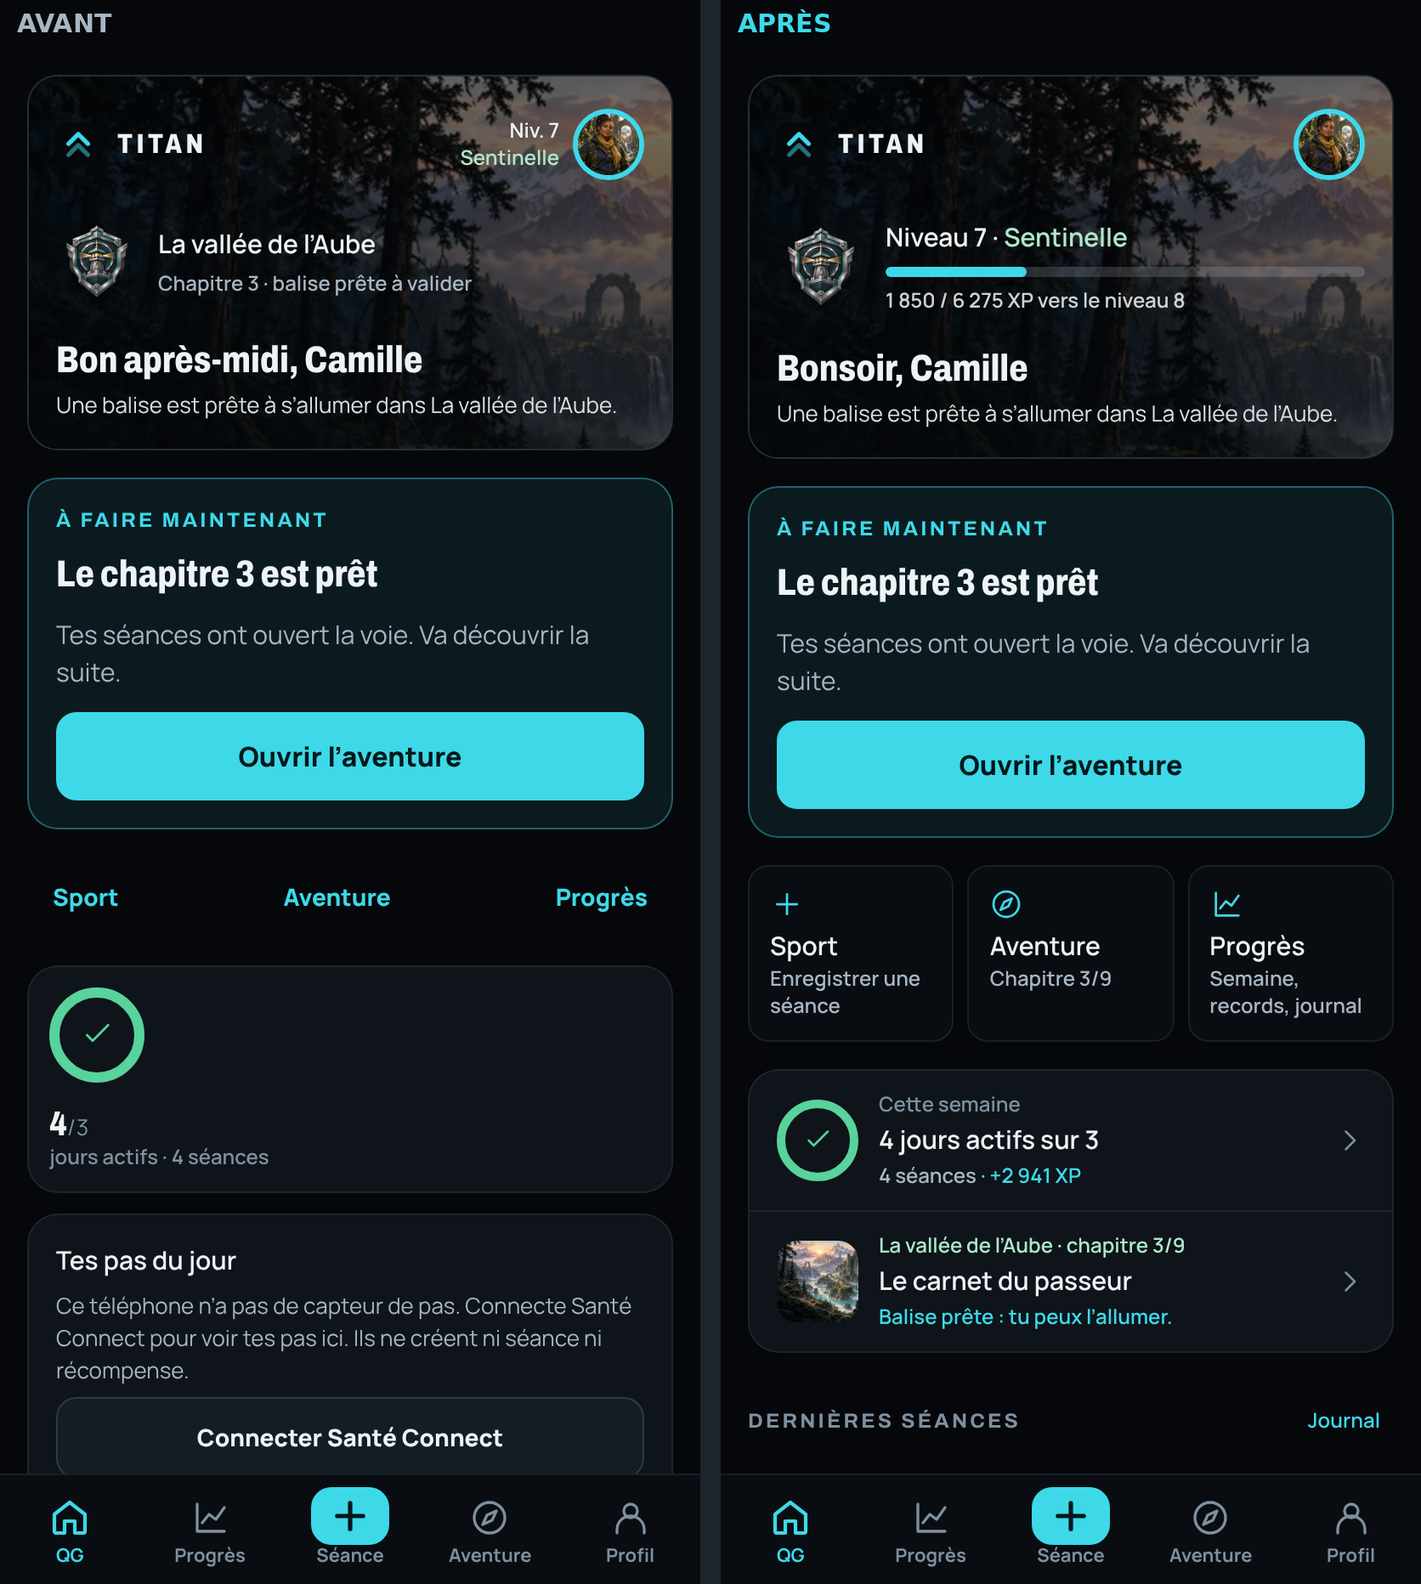 AVANT
TITAN
Niv. 7
Sentinelle
La vallée de l’Aube
Chapitre 3 · balise prête à valider
Bon après-midi, Camille
Une balise est prête à s’allumer dans La vallée de l’Aube.
À FAIRE MAINTENANT
Le chapitre 3 est prêt
Tes séances ont ouvert la voie. Va découvrir la
suite.
Ouvrir l’aventure
Sport
Aventure
Progrès
4/3
jours actifs · 4 séances
Tes pas du jour
Ce téléphone n’a pas de capteur de pas. Connecte Santé
Connect pour voir tes pas ici. Ils ne créent ni séance ni
récompense.
Connecter Santé Connect
QG
Progrès
Séance
Aventure
Profil
APRÈS
TITAN
Niveau 7 · Sentinelle
1 850 / 6 275 XP vers le niveau 8
Bonsoir, Camille
Une balise est prête à s’allumer dans La vallée de l’Aube.
À FAIRE MAINTENANT
Le chapitre 3 est prêt
Tes séances ont ouvert la voie. Va découvrir la
suite.
Ouvrir l’aventure
Sport
Enregistrer une
séance
Aventure
Chapitre 3/9
Progrès
Semaine,
records, journal
Cette semaine
4 jours actifs sur 3
4 séances · +2 941 XP
La vallée de l’Aube · chapitre 3/9
Le carnet du passeur
Balise prête : tu peux l’allumer.
DERNIÈRES SÉANCES
Journal
QG
Progrès
Séance
Aventure
Profil